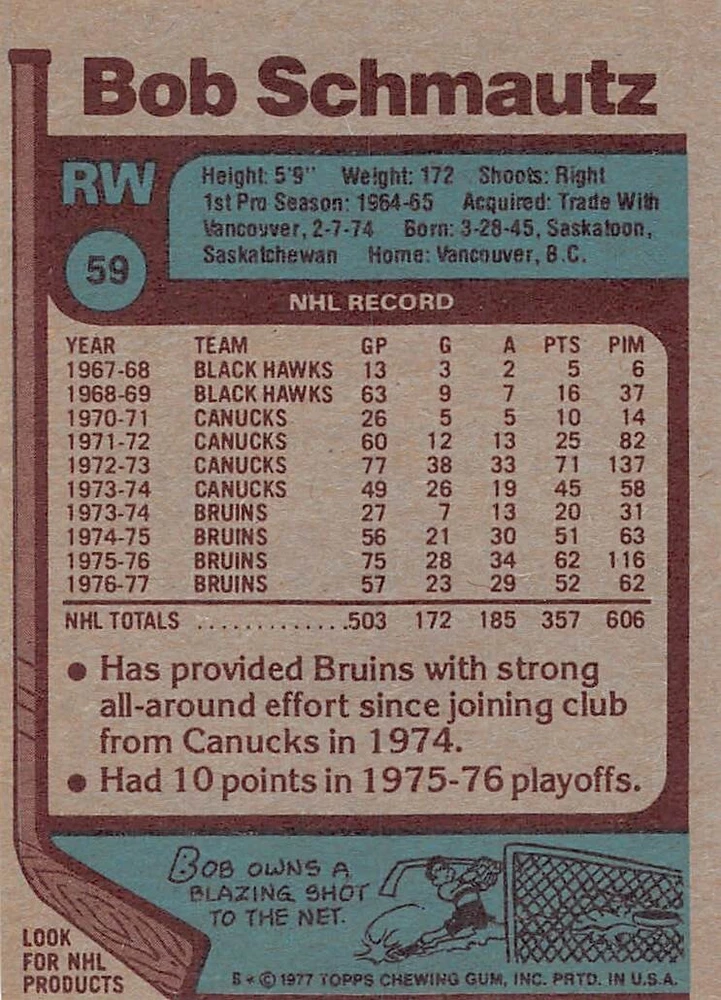 Bob Schmautz
RW
59
Height: 5'9" Weight: 172 Shoots: Right
1st Pro Season: 1964-65 Acquired: Trade With
Vancouver, 2-7-74 Born: 3-28-45, Saskatoon,
Saskatchewan Home: Vancouver, B.C.
NHL RECORD
YEAR TEAM GP G A PTS PIM
1967-68 BLACK HAWKS 13 3 2 5 6
1968-69 BLACK HAWKS 63 9 7 16 37
1970-71 CANUCKS 26 5 5 10 14
1971-72 CANUCKS 60 12 13 25 82
1972-73 CANUCKS 77 38 33 71 137
1973-74 CANUCKS 49 26 19 45 58
1973-74 BRUINS 27 7 13 20 31
1974-75 BRUINS 56 21 30 51 63
1975-76 BRUINS 75 28 34 62 116
1976-77 BRUINS 57 23 29 52 62
NHL TOTALS .............503 172 185 357 606
● Has provided Bruins with strong
all-around effort since joining club
from Canucks in 1974.
● Had 10 points in 1975-76 playoffs.
BOB OWNS A
BLAZING SHOT
TO THE NET.
LOOK
FOR NHL
PRODUCTS
B * © 1977 TOPPS CHEWING GUM, INC. PRTD. IN U.S.A.